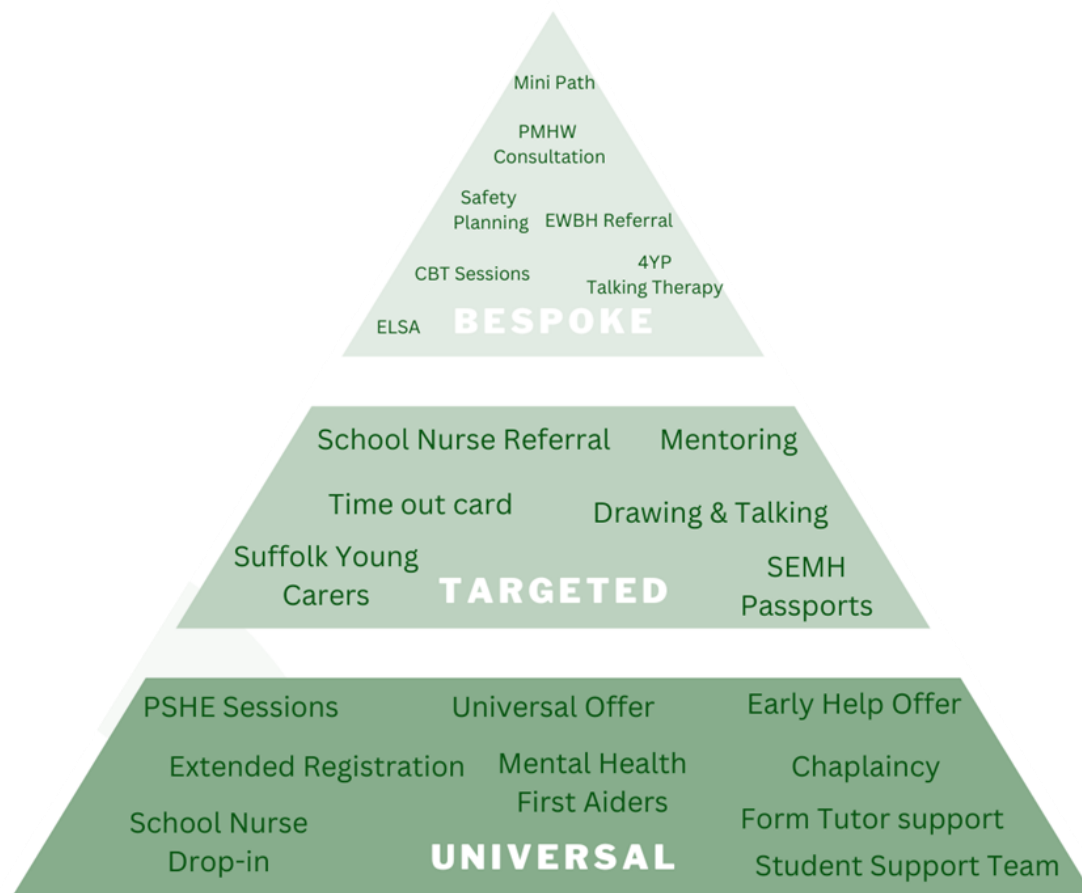 Mini Path
PMHW
Consultation
Safety
Planning
EWBH Referral
CBT Sessions
4YP
Talking Therapy
ELSA
BESPOKE
School Nurse Referral
Mentoring
Time out card
Drawing & Talking
Suffolk Young
Carers
TARGETED
SEMH
Passports
PSHE Sessions
Universal Offer
Early Help Offer
Extended Registration
Mental Health
First Aiders
Chaplaincy
School Nurse
Drop-in
UNIVERSAL
Form Tutor support
Student Support Team